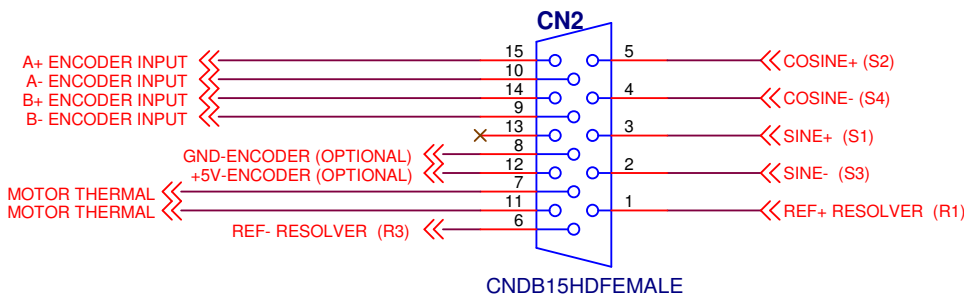 CN2
A+ ENCODER INPUT 15 5 COSINE+ (S2)
A- ENCODER INPUT 10
B+ ENCODER INPUT 14 4 COSINE- (S4)
B- ENCODER INPUT 9
13 3 SINE+ (S1)
GND-ENCODER (OPTIONAL) 8
+5V-ENCODER (OPTIONAL) 12 2 SINE- (S3)
MOTOR THERMAL 7
MOTOR THERMAL 11 1 REF+ RESOLVER (R1)
REF- RESOLVER (R3) 6
CNDB15HDFEMALE